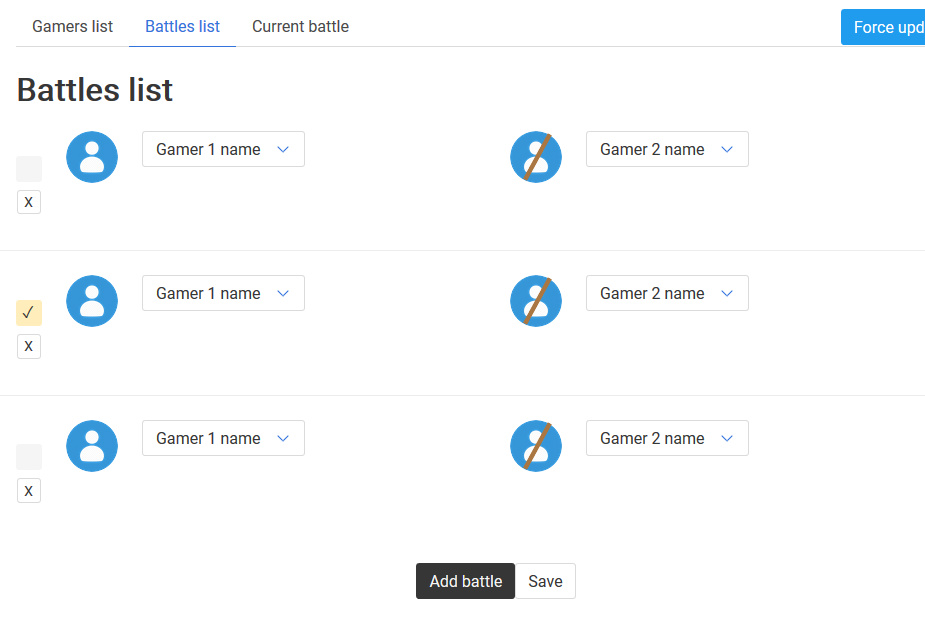 Gamers list Battles list Current battle Force upd
Battles list
Gamer 1 name Gamer 2 name
X
Gamer 1 name Gamer 2 name
✓
X
Gamer 1 name Gamer 2 name
X
Add battle Save